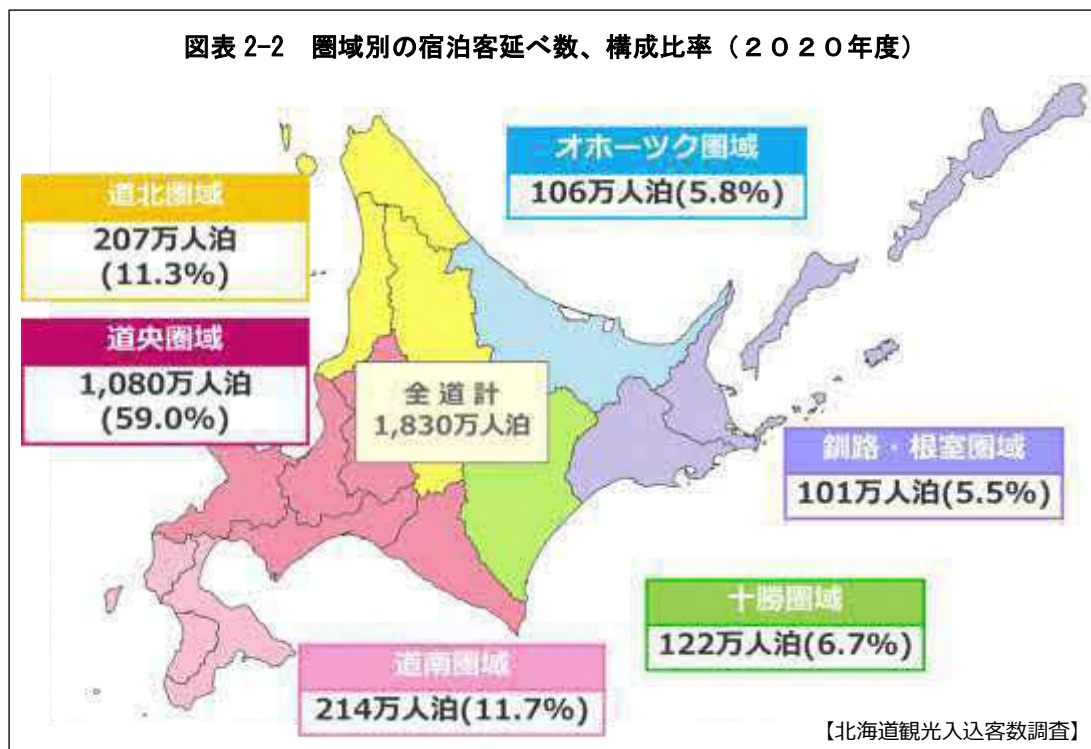 図表 2-2 圏域別の宿泊客延べ数、構成比率（２０２０年度）
オホーツク圏域
106万人泊(5.8%)
道北圏域
207万人泊
(11.3%)
道央圏域
1,080万人泊
(59.0%)
全道計
1,830万人泊
釧路・根室圏域
101万人泊(5.5%)
十勝圏域
122万人泊(6.7%)
道南圏域
214万人泊(11.7%)
【北海道観光入込客数調査】